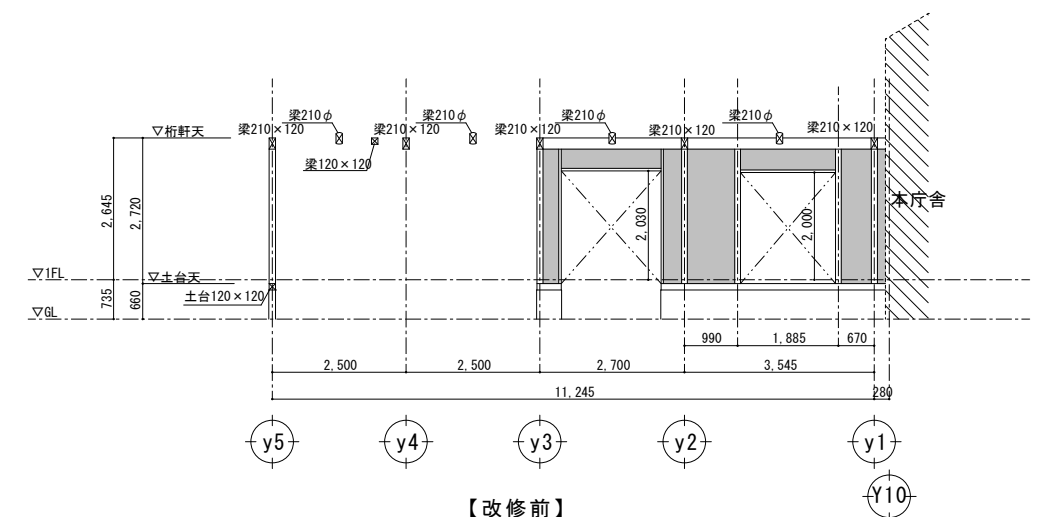 梁210φ
梁210φ
梁210φ
梁210φ
▽桁軒天
梁210×120
梁210×120
梁210×120
梁210×120
梁210×120
梁120×120
2,645
2,720
2,030
2,000
本庁舎
▽1FL
▽土台天
土台120×120
735
660
▽GL
990
1,885
670
2,500
2,500
2,700
3,545
11,245
280
y5
y4
y3
y2
y1
Y10
【改修前】